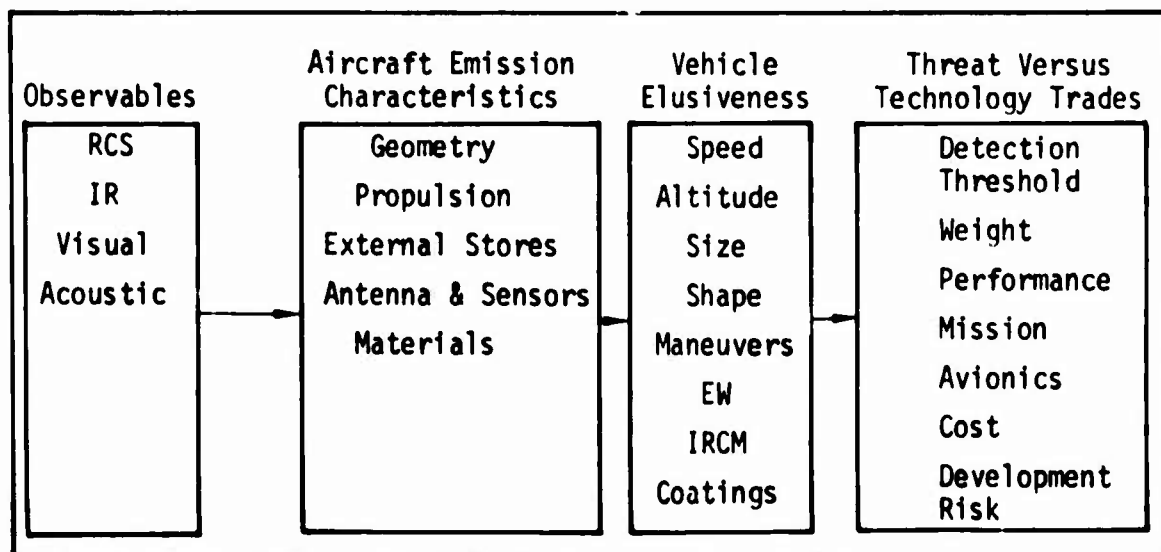 Observables
RCS
IR
Visual
Acoustic
Aircraft Emission
Characteristics
Geometry
Propulsion
External Stores
Antenna & Sensors
Materials
Vehicle
Elusiveness
Speed
Altitude
Size
Shape
Maneuvers
EW
IRCM
Coatings
Threat Versus
Technology Trades
Detection
Threshold
Weight
Performance
Mission
Avionics
Cost
Development
Risk